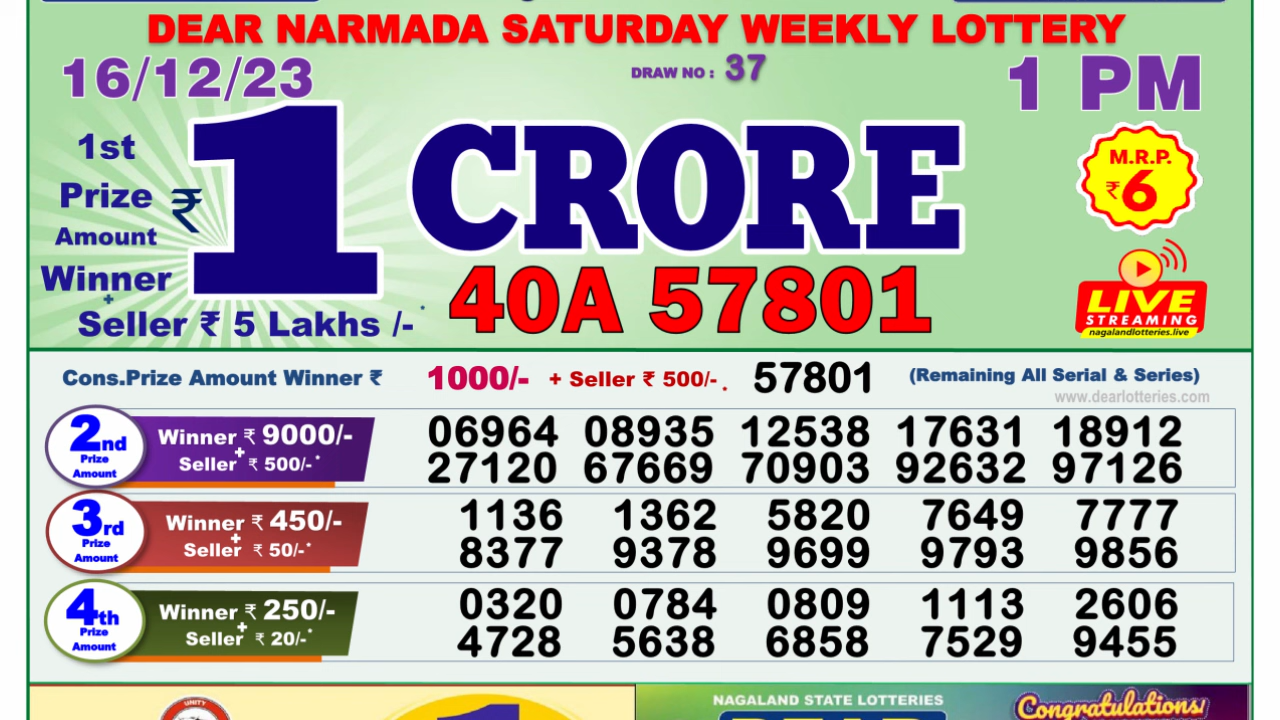 DEAR NARMADA SATURDAY WEEKLY LOTTERY
16/12/23
DRAW NO : 37
1 PM
1st
Prize
Amount
Winner
+
Seller ₹ 5 Lakhs /- *
₹ 1 CRORE
40A 57801
M.R.P.
₹6
LIVE
STREAMING
nagalandlotteries.live
Cons.Prize Amount Winner ₹ 1000/- + Seller ₹ 500/- . 57801 (Remaining All Serial & Series)
www.dearlotteries.com
2nd
Prize
Amount
Winner ₹ 9000/-
+
Seller ₹ 500/- *
06964 08935 12538 17631 18912
27120 67669 70903 92632 97126
3rd
Prize
Amount
Winner ₹ 450/-
+
Seller ₹ 50/- *
1136 1362 5820 7649 7777
8377 9378 9699 9793 9856
4th
Prize
Amount
Winner ₹ 250/-
+
Seller ₹ 20/- *
0320 0784 0809 1113 2606
4728 5638 6858 7529 9455
UNITY
1
NAGALAND STATE LOTTERIES
DEAR
Congratulations!